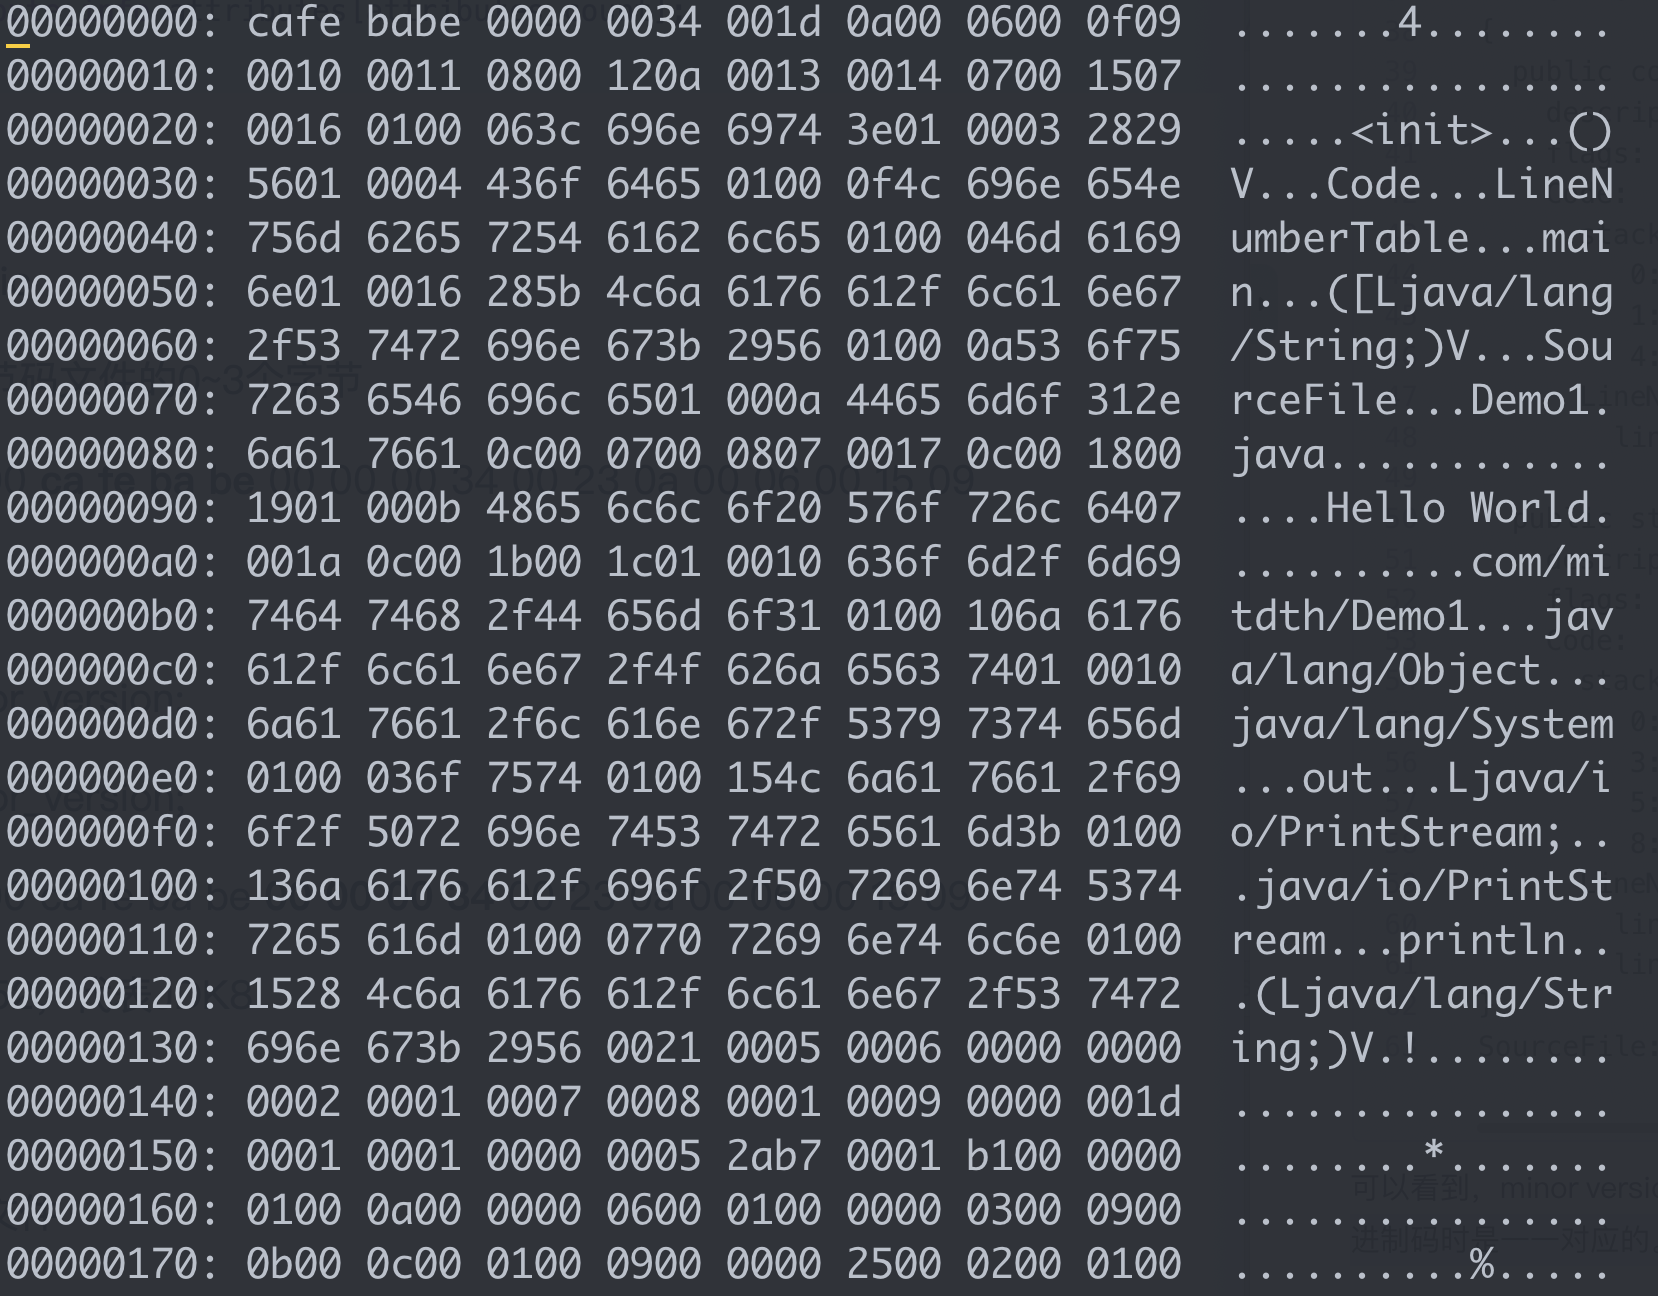 00000000: cafe babe 0000 0034 001d 0a00 0600 0f09  .......4........
00000010: 0010 0011 0800 120a 0013 0014 0700 1507  ................
00000020: 0016 0100 063c 696e 6974 3e01 0003 2829  .....<init>...()
00000030: 5601 0004 436f 6465 0100 0f4c 696e 654e  V...Code...LineN
00000040: 756d 6265 7254 6162 6c65 0100 046d 6169  umberTable...mai
00000050: 6e01 0016 285b 4c6a 6176 612f 6c61 6e67  n...([Ljava/lang
00000060: 2f53 7472 696e 673b 2956 0100 0a53 6f75  /String;)V...Sou
00000070: 7263 6546 696c 6501 000a 4465 6d6f 312e  rceFile...Demo1.
00000080: 6a61 7661 0c00 0700 0807 0017 0c00 1800  java............
00000090: 1901 000b 4865 6c6c 6f20 576f 726c 6407  ....Hello World.
000000a0: 001a 0c00 1b00 1c01 0010 636f 6d2f 6d69  ..........com/mi
000000b0: 7464 7468 2f44 656d 6f31 0100 106a 6176  tdth/Demo1...jav
000000c0: 612f 6c61 6e67 2f4f 626a 6563 7401 0010  a/lang/Object...
000000d0: 6a61 7661 2f6c 616e 672f 5379 7374 656d  java/lang/System
000000e0: 0100 036f 7574 0100 154c 6a61 7661 2f69  ...out...Ljava/i
000000f0: 6f2f 5072 696e 7453 7472 6561 6d3b 0100  o/PrintStream;..
00000100: 136a 6176 612f 696f 2f50 7269 6e74 5374  .java/io/PrintSt
00000110: 7265 616d 0100 0770 7269 6e74 6c6e 0100  ream...println..
00000120: 1528 4c6a 6176 612f 6c61 6e67 2f53 7472  .(Ljava/lang/Str
00000130: 696e 673b 2956 0021 0005 0006 0000 0000  ing;)V.!........
00000140: 0002 0001 0007 0008 0001 0009 0000 001d  ................
00000150: 0001 0001 0000 0005 2ab7 0001 b100 0000  ........*.......
00000160: 0100 0a00 0000 0600 0100 0000 0300 0900  ................
00000170: 0b00 0c00 0100 0900 0000 2500 0200 0100  ..........%.....